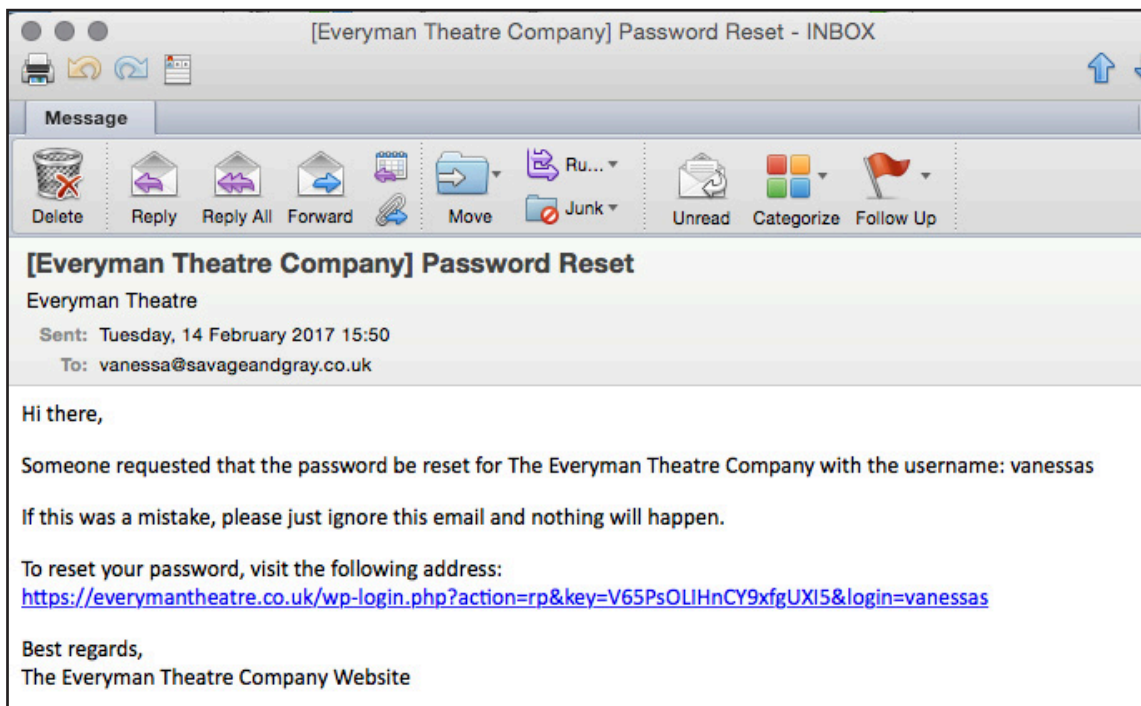 [Everyman Theatre Company] Password Reset - INBOX
Message
Delete Reply Reply All Forward Move Ru... Junk Unread Categorize Follow Up
[Everyman Theatre Company] Password Reset
Everyman Theatre
Sent: Tuesday, 14 February 2017 15:50
To: vanessa@savageandgray.co.uk
Hi there,
Someone requested that the password be reset for The Everyman Theatre Company with the username: vanessas
If this was a mistake, please just ignore this email and nothing will happen.
To reset your password, visit the following address:
https://everymantheatre.co.uk/wp-login.php?action=rp&key=V65PsOLlHnCY9xfgUXI5&login=vanessas
Best regards,
The Everyman Theatre Company Website